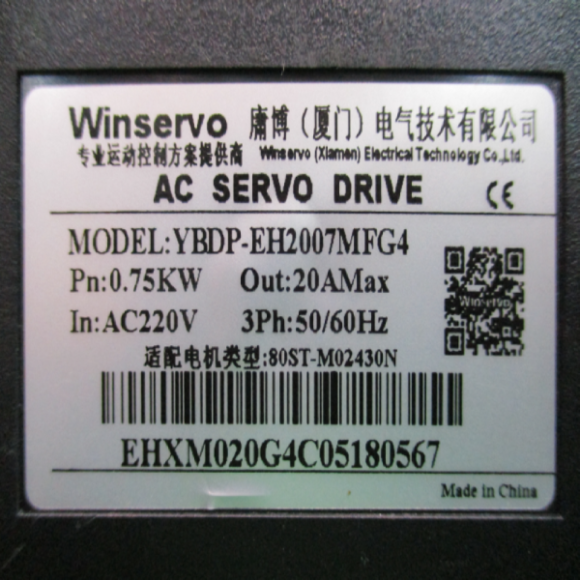 Winservo 庸博（厦门）电气技术有限公司
专业运动控制方案提供商 Winservo (Xiamen) Electrical Technology Co.,Ltd.
AC SERVO DRIVE CE
MODEL:YBDP-EH2007MFG4
Pn:0.75KW Out:20AMax
In:AC220V 3Ph:50/60Hz
Winservo
适配电机类型:80ST-M02430N
EHXM020G4C05180567
Made in China